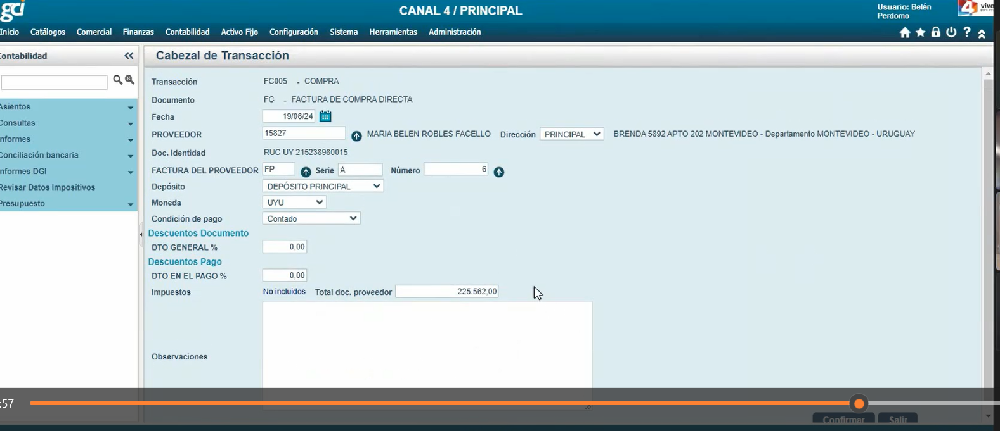 gci
CANAL 4 / PRINCIPAL
Usuario: Belén
Perdomo
4
Inicio Catálogos Comercial Finanzas Contabilidad Activo Fijo Configuración Sistema Herramientas Administración
ontabilidad
Cabezal de Transacción
Asientos
Consultas
nformes
Conciliación bancaria
nformes DGI
Revisar Datos Impositivos
Presupuesto
Transacción FC005 - COMPRA
Documento FC - FACTURA DE COMPRA DIRECTA
Fecha 19/06/24
PROVEEDOR 15827 MARIA BELEN ROBLES FACELLO Dirección PRINCIPAL BRENDA 5892 APTO 202 MONTEVIDEO - Departamento MONTEVIDEO - URUGUAY
Doc. Identidad RUC UY 215238980015
FACTURA DEL PROVEEDOR FP Serie A Número 6
Depósito DEPÓSITO PRINCIPAL
Moneda UYU
Condición de pago Contado
Descuentos Documento
DTO GENERAL % 0,00
Descuentos Pago
DTO EN EL PAGO % 0,00
Impuestos No incluidos Total doc. proveedor 225.562,00
Observaciones
:57
Confirmar Salir